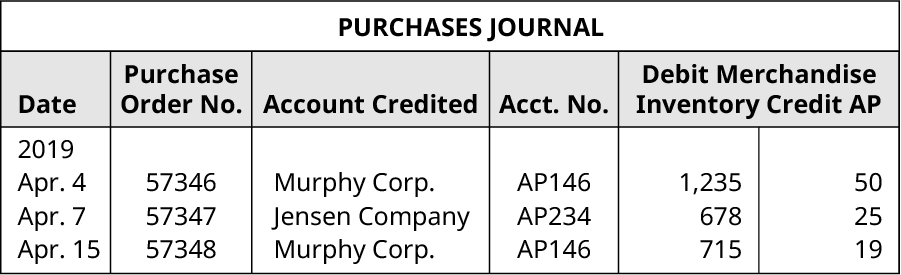 PURCHASES JOURNAL
Date Purchase Order No. Account Credited Acct. No. Debit Merchandise Inventory Credit AP
2019
Apr. 4 57346 Murphy Corp. AP146 1,235 50
Apr. 7 57347 Jensen Company AP234 678 25
Apr. 15 57348 Murphy Corp. AP146 715 19